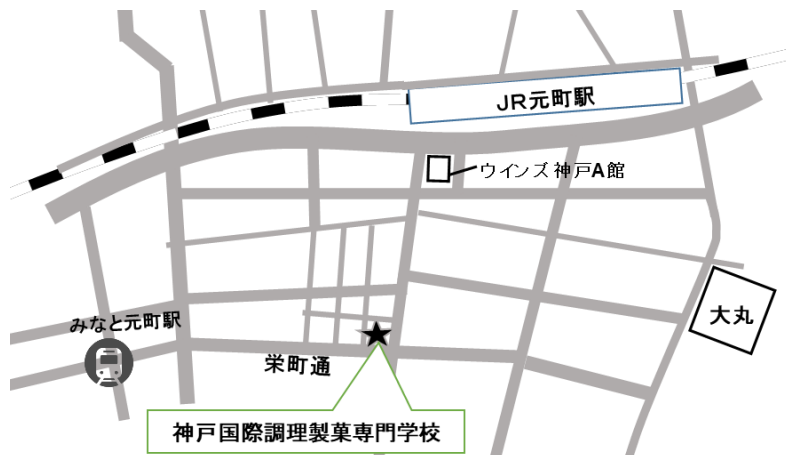 JR元町駅
ウインズ神戸A館
大丸
みなと元町駅
栄町通
神戸国際調理製菓専門学校